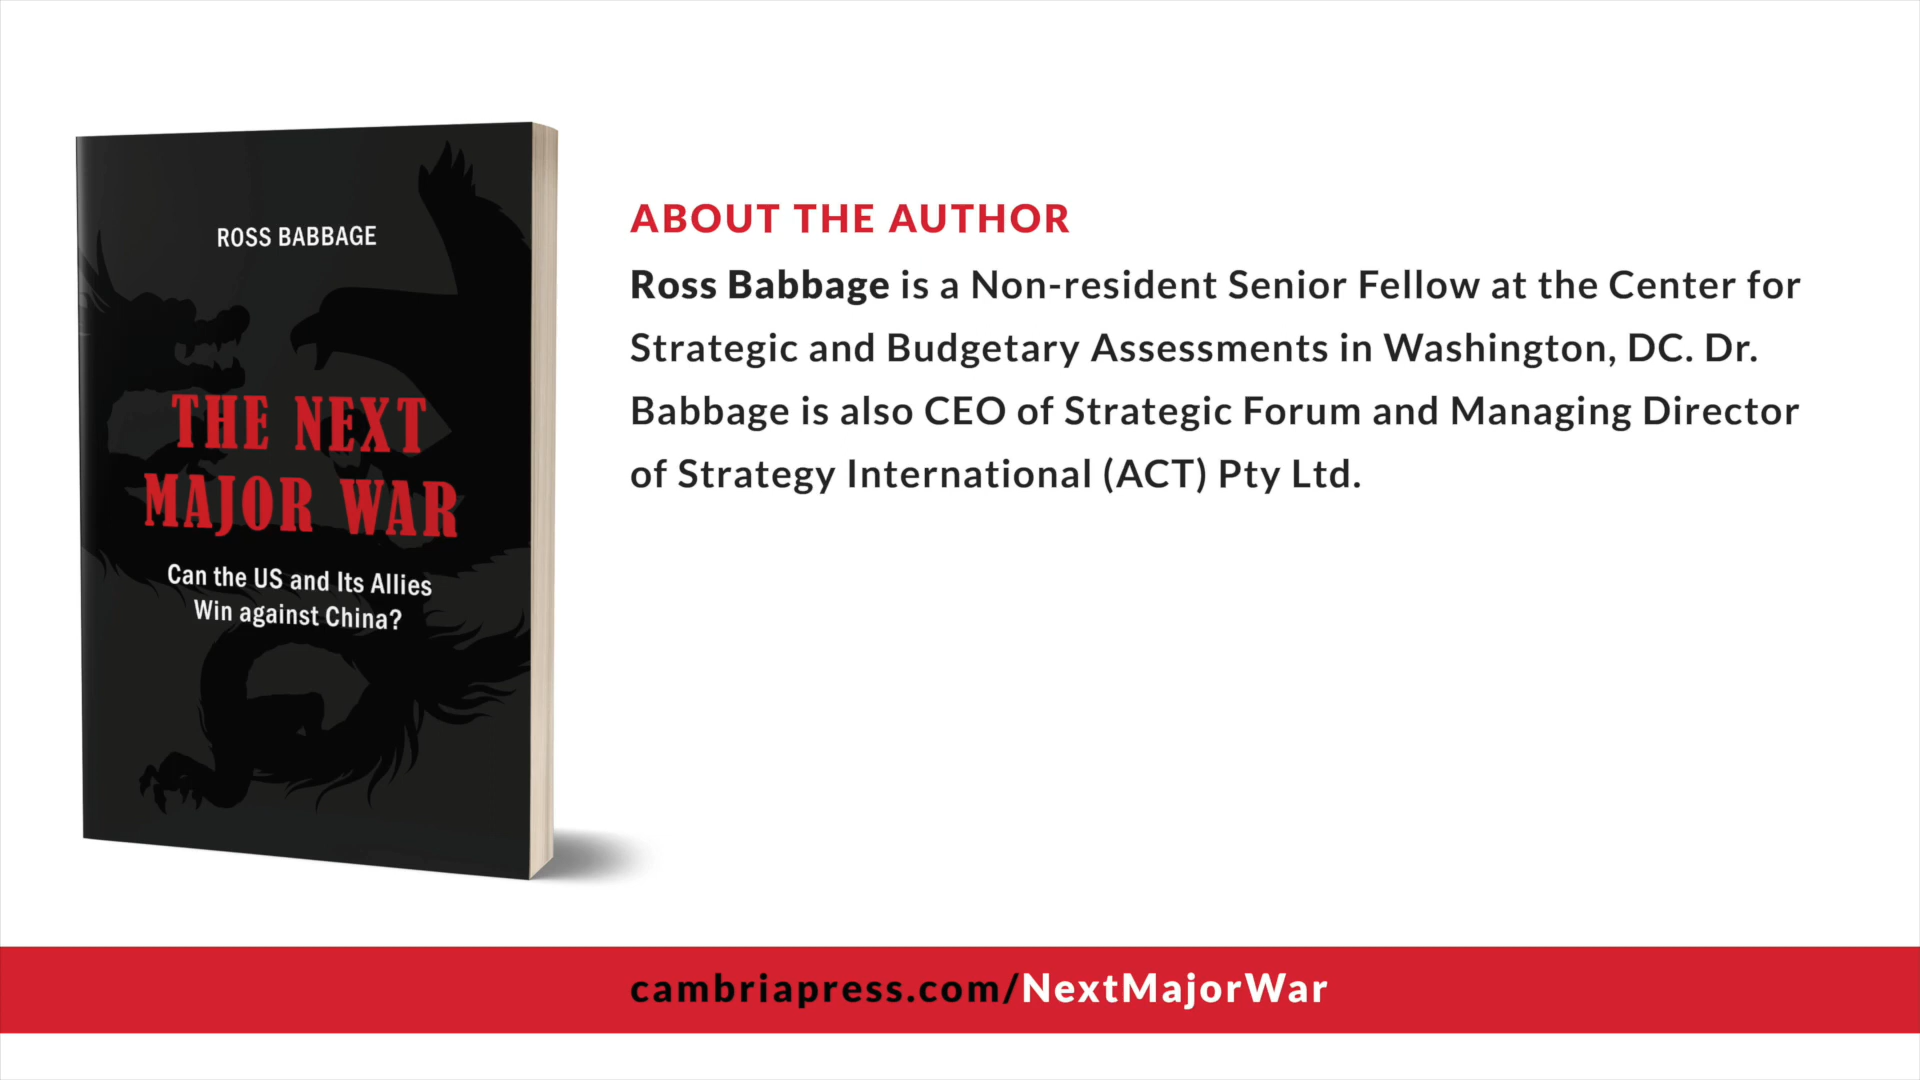 ROSS BABBAGE
THE NEXT
MAJOR WAR
Can the US and Its Allies
Win against China?
ABOUT THE AUTHOR
Ross Babbage is a Non-resident Senior Fellow at the Center for
Strategic and Budgetary Assessments in Washington, DC. Dr.
Babbage is also CEO of Strategic Forum and Managing Director
of Strategy International (ACT) Pty Ltd.
cambriapress.com/NextMajorWar